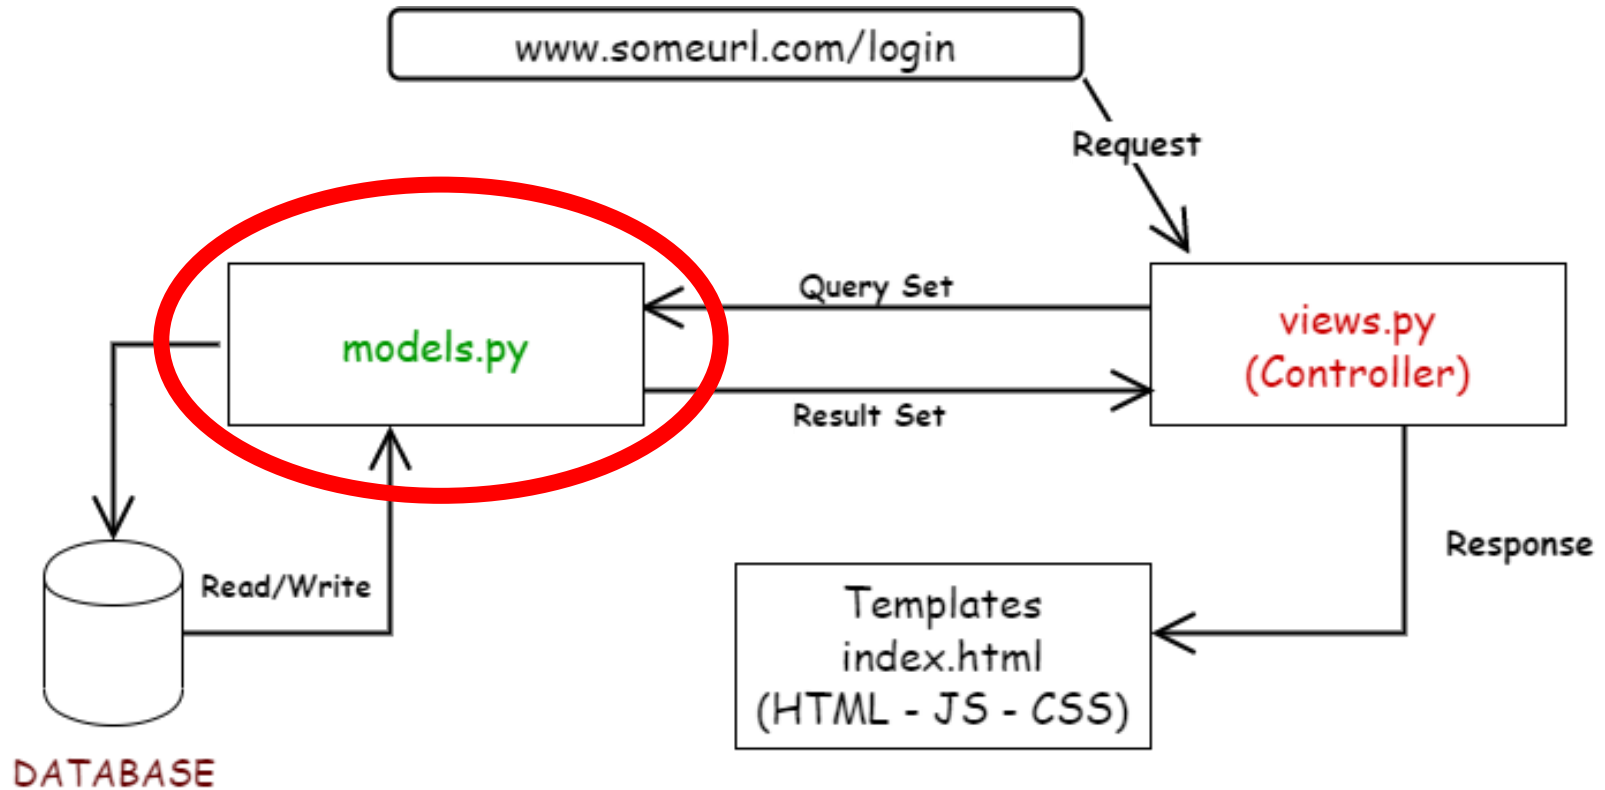 www.someurl.com/login
Request
Query Set
models.py
views.py
(Controller)
Result Set
Response
Read/Write
Templates
index.html
(HTML - JS - CSS)
DATABASE